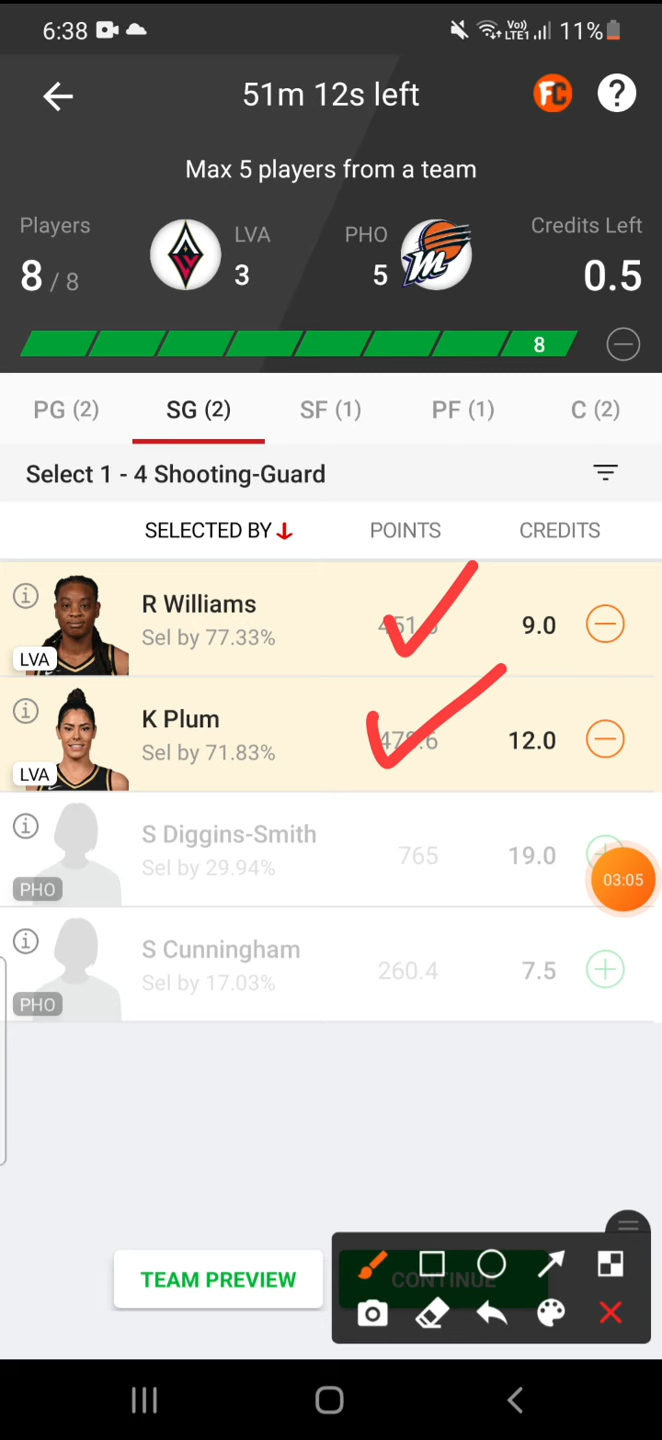 6:38 Vo) LTE1 11%
51m 12s left FC ?
Max 5 players from a team
Players LVA PHO Credits Left
8 / 8 3 5 0.5
8
PG (2) SG (2) SF (1) PF (1) C (2)
Select 1 - 4 Shooting-Guard
SELECTED BY POINTS CREDITS
R Williams
9.0
Sel by 77.33%
LVA
K Plum
12.0
Sel by 71.83%
LVA
S Diggins-Smith
765 19.0
Sel by 29.94%
03:05
PHO
S Cunningham
260.4 7.5
Sel by 17.03%
PHO
TEAM PREVIEW CONTINUE